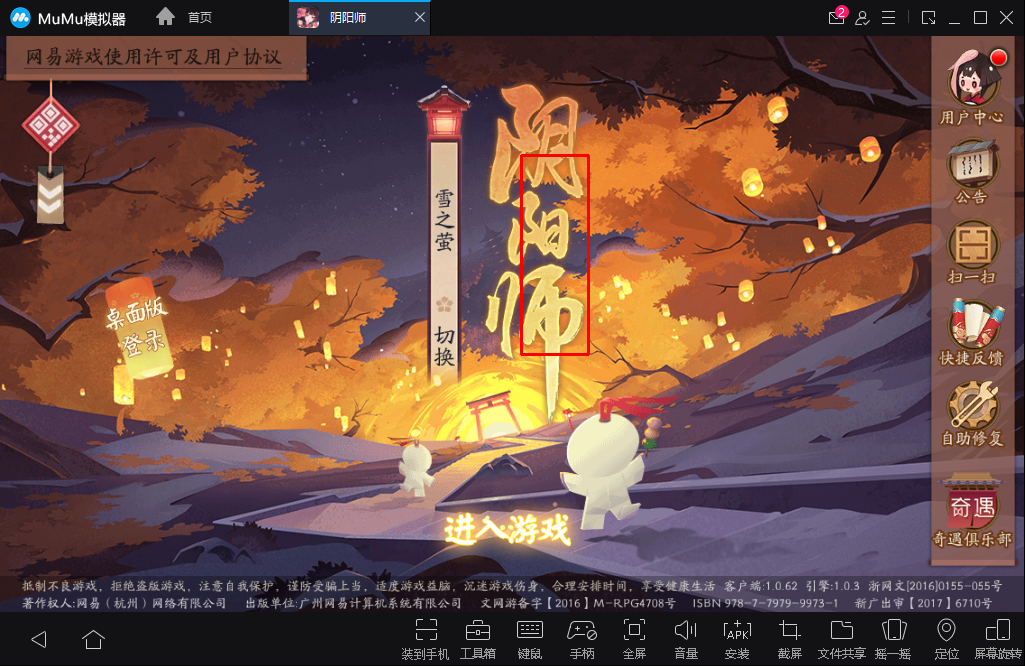 MuMu模拟器
首页
阴阳师
2
网易游戏使用许可及用户协议
阴阳师
雪之萤
切换
桌面版
登录
用户中心
公告
扫一扫
快捷反馈
自助修复
奇遇
奇遇俱乐部
进入游戏
抵制不良游戏，拒绝盗版游戏，注意自我保护，谨防受骗上当，适度游戏益脑，沉迷游戏伤身，合理安排时间，享受健康生活 客户端:1.0.62 引擎:1.0.3 浙网文[2016]0155-055号
著作权人:网易（杭州）网络有限公司 出版单位:广州网易计算机系统有限公司 文网游备字【2016】M-RPG4708号 ISBN 978-7-7979-9973-1 新广出审【2017】6710号
APK
装到手机 工具箱 键鼠 手柄 全屏 音量 安装 截屏 文件共享 摇一摇 定位 屏幕旋转